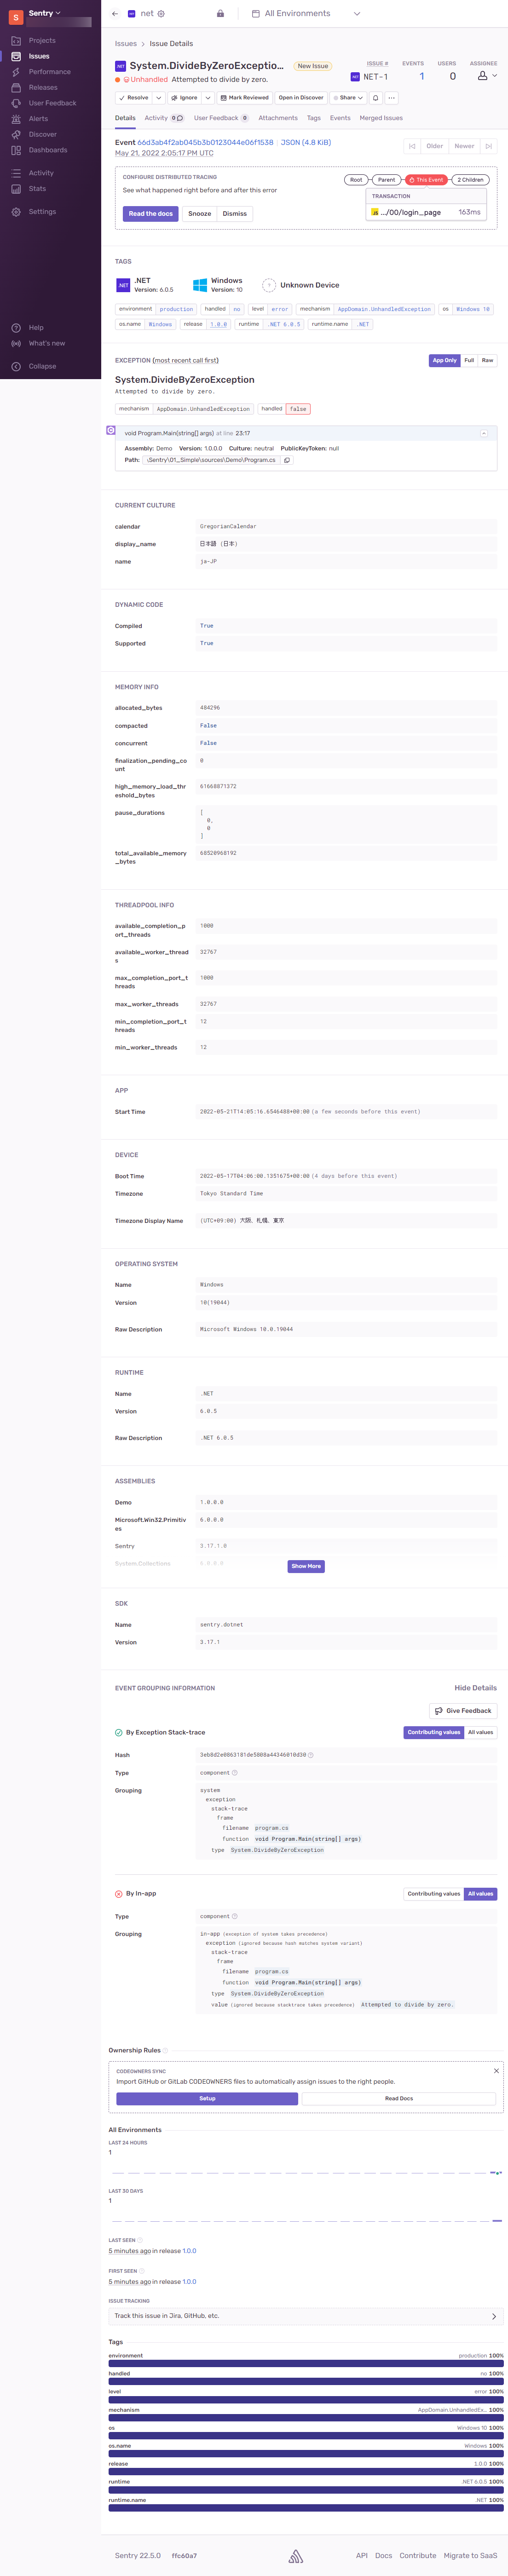 S
Sentry
Projects
Issues
Performance
Releases
User Feedback
Alerts
Discover
Dashboards
Activity
Stats
Settings
Help
What's new
Collapse
net
All Environments
Issues > Issue Details
System.DivideByZeroExceptio... New Issue
Unhandled Attempted to divide by zero.
ISSUE # EVENTS USERS ASSIGNEE
NET-1 1 0
Resolve Ignore Mark Reviewed Open in Discover Share
Details Activity 0 User Feedback 0 Attachments Tags Events Merged Issues
Event 66d3ab4f2ab045b3b0123044e06f1538 JSON (4.8 KiB)
May 21, 2022 2:05:17 PM UTC
Older Newer
CONFIGURE DISTRIBUTED TRACING
See what happened right before and after this error
Read the docs Snooze Dismiss
Root Parent This Event 2 Children
TRANSACTION
.../00/login_page 163ms
TAGS
.NET
Version: 6.0.5
Windows
Version: 10
Unknown Device
environment production handled no level error mechanism AppDomain.UnhandledException os Windows 10
os.name Windows release 1.0.0 runtime .NET 6.0.5 runtime.name .NET
EXCEPTION (most recent call first) App Only Full Raw
System.DivideByZeroException
Attempted to divide by zero.
mechanism AppDomain.UnhandledException handled false
void Program.Main(string[] args) at line 23:17
Assembly: Demo Version: 1.0.0.0 Culture: neutral PublicKeyToken: null
Path: .\Sentry\01_Simple\sources\Demo\Program.cs
CURRENT CULTURE
calendar GregorianCalendar
display_name 日本語 (日本)
name ja-JP
DYNAMIC CODE
Compiled True
Supported True
MEMORY INFO
allocated_bytes 484296
compacted False
concurrent False
finalization_pending_co
unt 0
high_memory_load_thr
eshold_bytes 61668871372
pause_durations [
0,
0
]
total_available_memory
_bytes 68520968192
THREADPOOL INFO
available_completion_p
ort_threads 1000
available_worker_thread
s 32767
max_completion_port_t
hreads 1000
max_worker_threads 32767
min_completion_port_t
hreads 12
min_worker_threads 12
APP
Start Time 2022-05-21T14:05:16.6546488+00:00 (a few seconds before this event)
DEVICE
Boot Time 2022-05-17T04:06:00.1351675+00:00 (4 days before this event)
Timezone Tokyo Standard Time
Timezone Display Name (UTC+09:00) 大阪、札幌、東京
OPERATING SYSTEM
Name Windows
Version 10(19044)
Raw Description Microsoft Windows 10.0.19044
RUNTIME
Name .NET
Version 6.0.5
Raw Description .NET 6.0.5
ASSEMBLIES
Demo 1.0.0.0
Microsoft.Win32.Primitiv
es 6.0.0.0
Sentry 3.17.1.0
System.Collections 6.0.0.0
Show More
SDK
Name sentry.dotnet
Version 3.17.1
EVENT GROUPING INFORMATION Hide Details
Give Feedback
By Exception Stack-trace Contributing values All values
Hash 3eb8d2e0863181de5808a44346010d30
Type component
Grouping system
exception
stack-trace
frame
filename program.cs
function void Program.Main(string[] args)
type System.DivideByZeroException
By In-app Contributing values All values
Type component
Grouping in-app (exception of system takes precedence)
exception (ignored because hash matches system variant)
stack-trace
frame
filename program.cs
function void Program.Main(string[] args)
type System.DivideByZeroException
value (ignored because stacktrace takes precedence) Attempted to divide by zero.
Ownership Rules
CODEOWNERS SYNC
Import GitHub or GitLab CODEOWNERS files to automatically assign issues to the right people.
Setup Read Docs
All Environments
LAST 24 HOURS
1
LAST 30 DAYS
1
LAST SEEN
5 minutes ago in release 1.0.0
FIRST SEEN
5 minutes ago in release 1.0.0
ISSUE TRACKING
Track this issue in Jira, GitHub, etc.
Tags
environment production 100%
handled no 100%
level error 100%
mechanism AppDomain.UnhandledEx... 100%
os Windows 10 100%
os.name Windows 100%
release 1.0.0 100%
runtime .NET 6.0.5 100%
runtime.name .NET 100%
Sentry 22.5.0 ffc60a7 API Docs Contribute Migrate to SaaS